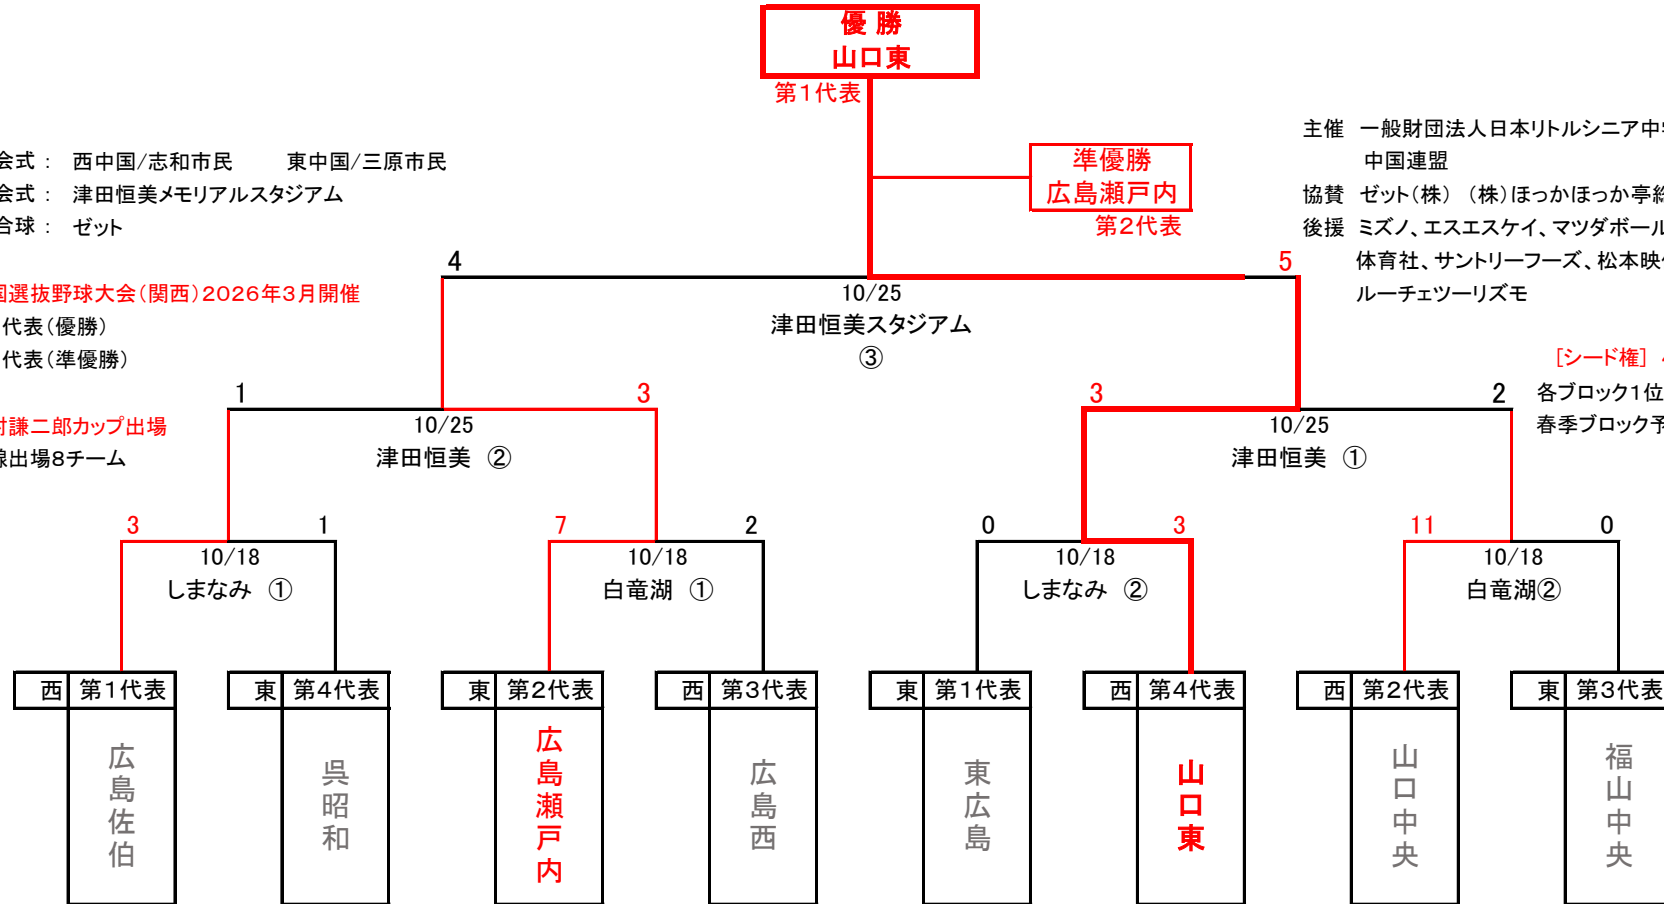 優 勝
山口東
第1代表
準優勝
広島瀬戸内
第2代表
会式 : 西中国/志和市民 東中国/三原市民
会式 : 津田恒美メモリアルスタジアム
合球 : ゼット
主催 一般財団法人日本リトルシニア中
中国連盟
協賛 ゼット(株) (株)ほっかほっか亭総
後援 ミズノ、エスエスケイ、マツダボール
体育社、サントリーフーズ、松本映
ルーチェツーリズモ
選抜野球大会(関西)2026年3月開催
代表(優勝)
代表(準優勝)
4 5
10/25
津田恒美スタジアム
③
[シード権]
各ブロック1位
春季ブロック予
謙二郎カップ出場
出場8チーム
1 3
10/25
津田恒美 ②
3 2
10/25
津田恒美 ①
3 1
10/18
しまなみ ①
7 2
10/18
白竜湖 ①
0 3
10/18
しまなみ ②
11 0
10/18
白竜湖②
西 第1代表
広島佐伯
東 第4代表
呉昭和
東 第2代表
広島瀬戸内
西 第3代表
広島西
東 第1代表
東広島
西 第4代表
山口東
西 第2代表
山口中央
東 第3代表
福山中央